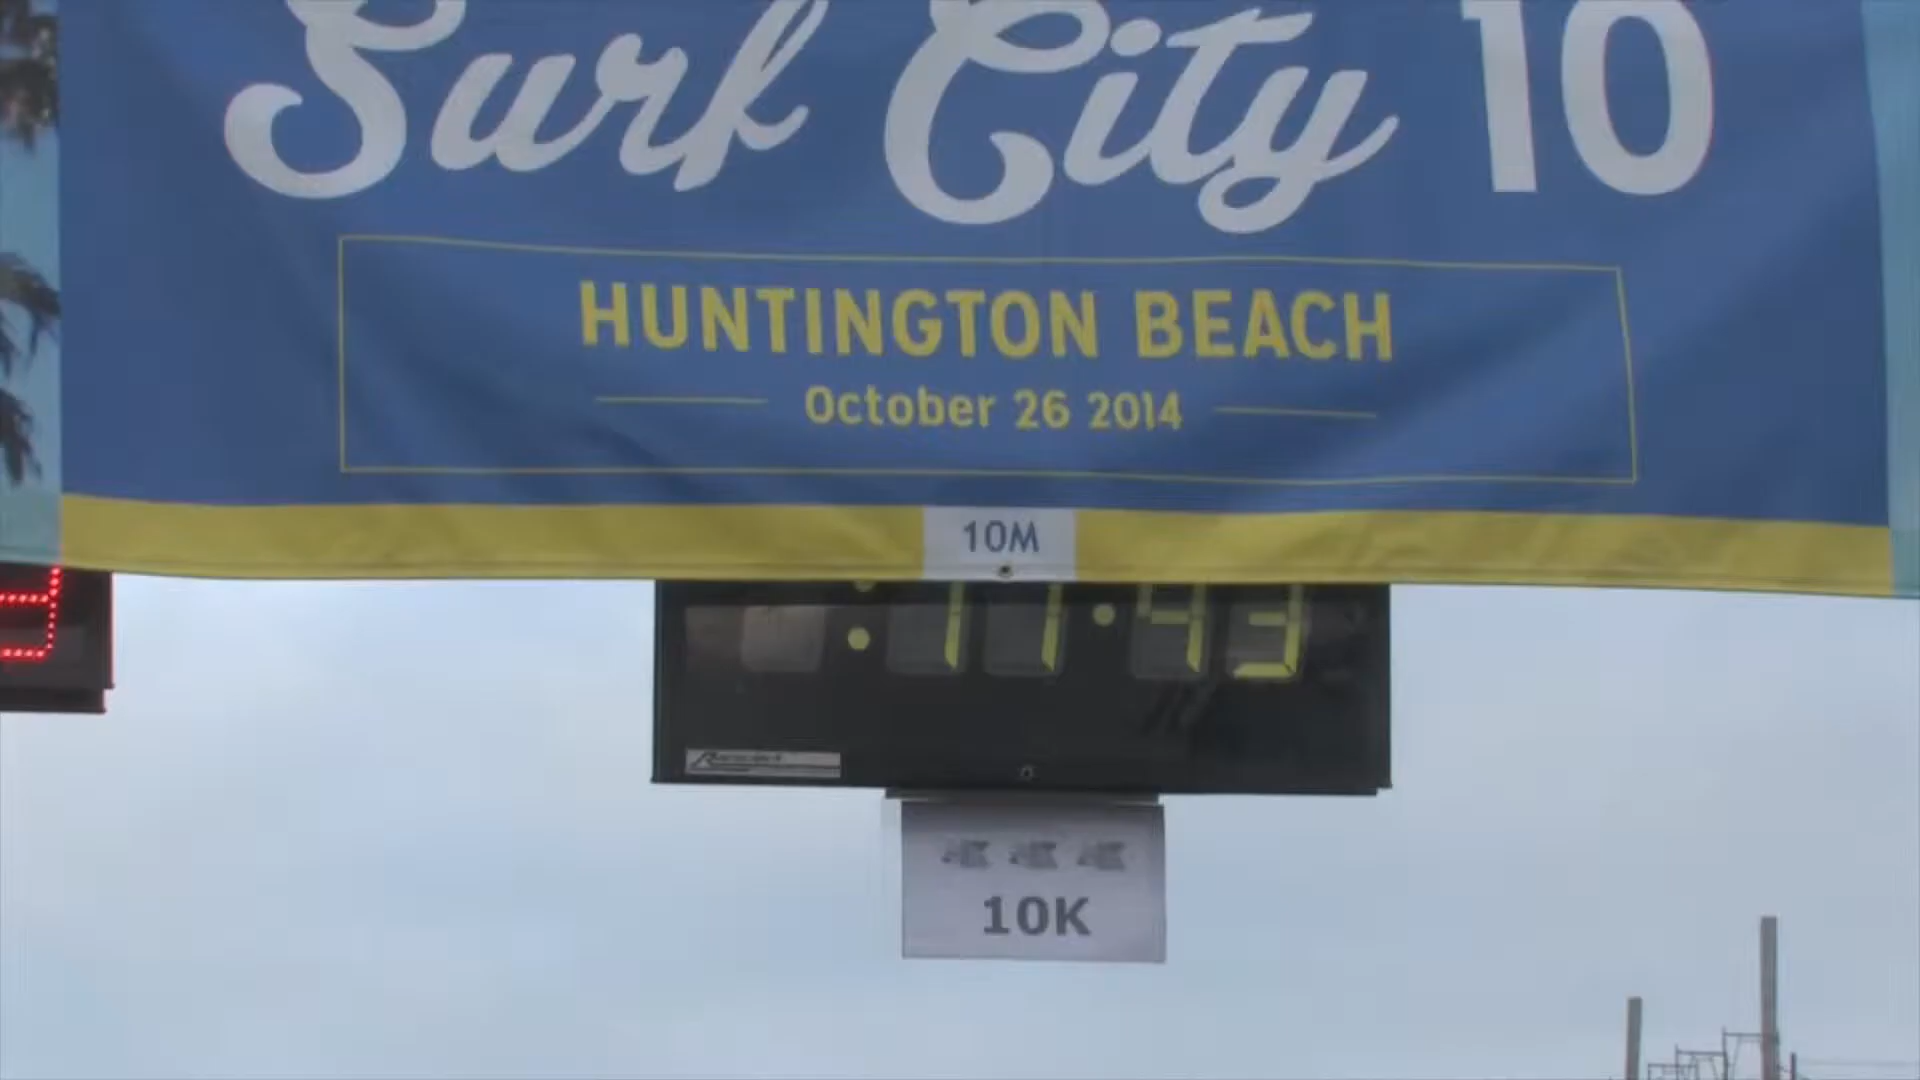 Surf City 10
HUNTINGTON BEACH
October 26 2014
10M
:11:43
10K